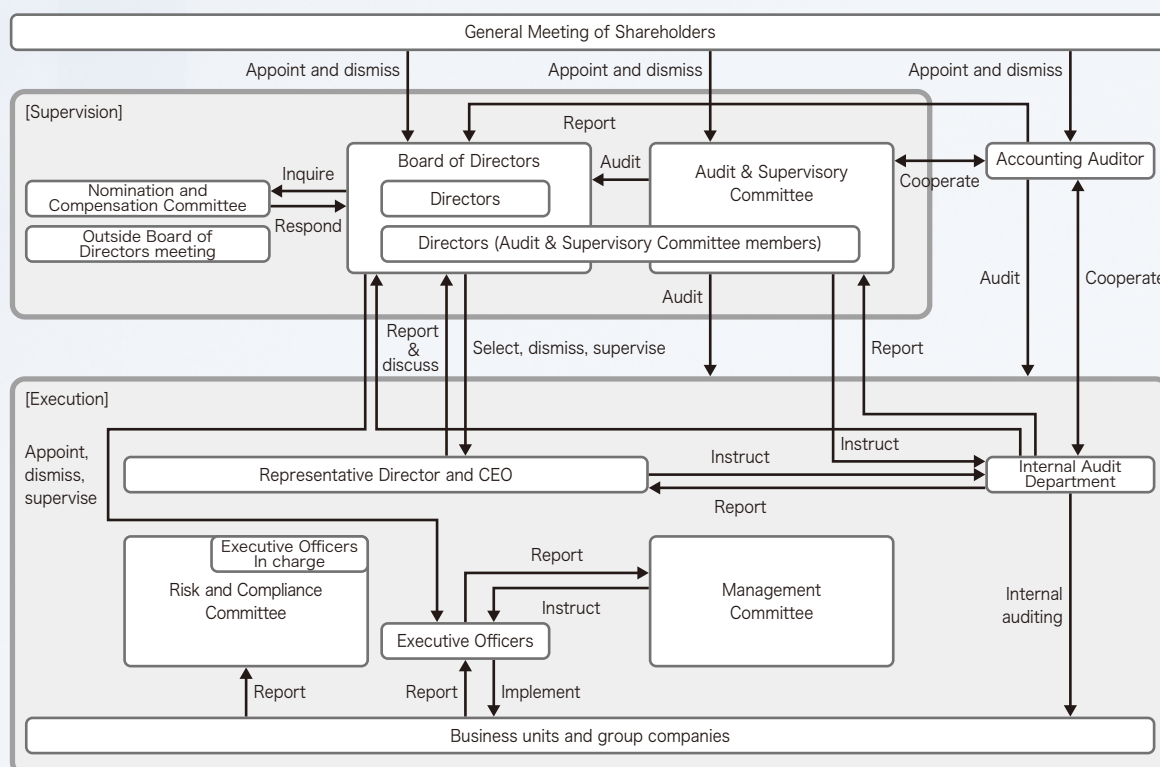 General Meeting of Shareholders
Appoint and dismiss
Appoint and dismiss
Appoint and dismiss
[Supervision]
Report
Board of Directors
Directors
Audit
Audit & Supervisory
Committee
Cooperate
Accounting Auditor
Inquire
Nomination and
Compensation Committee
Respond
Outside Board of
Directors meeting
Directors (Audit & Supervisory Committee members)
Audit
Audit
Cooperate
Report
&
discuss
Select, dismiss, supervise
Report
[Execution]
Appoint,
dismiss,
supervise
Representative Director and CEO
Instruct
Instruct
Report
Internal Audit
Department
Executive Officers
In charge
Risk and Compliance
Committee
Report
Instruct
Management
Committee
Executive Officers
Internal
auditing
Report
Report
Implement
Business units and group companies